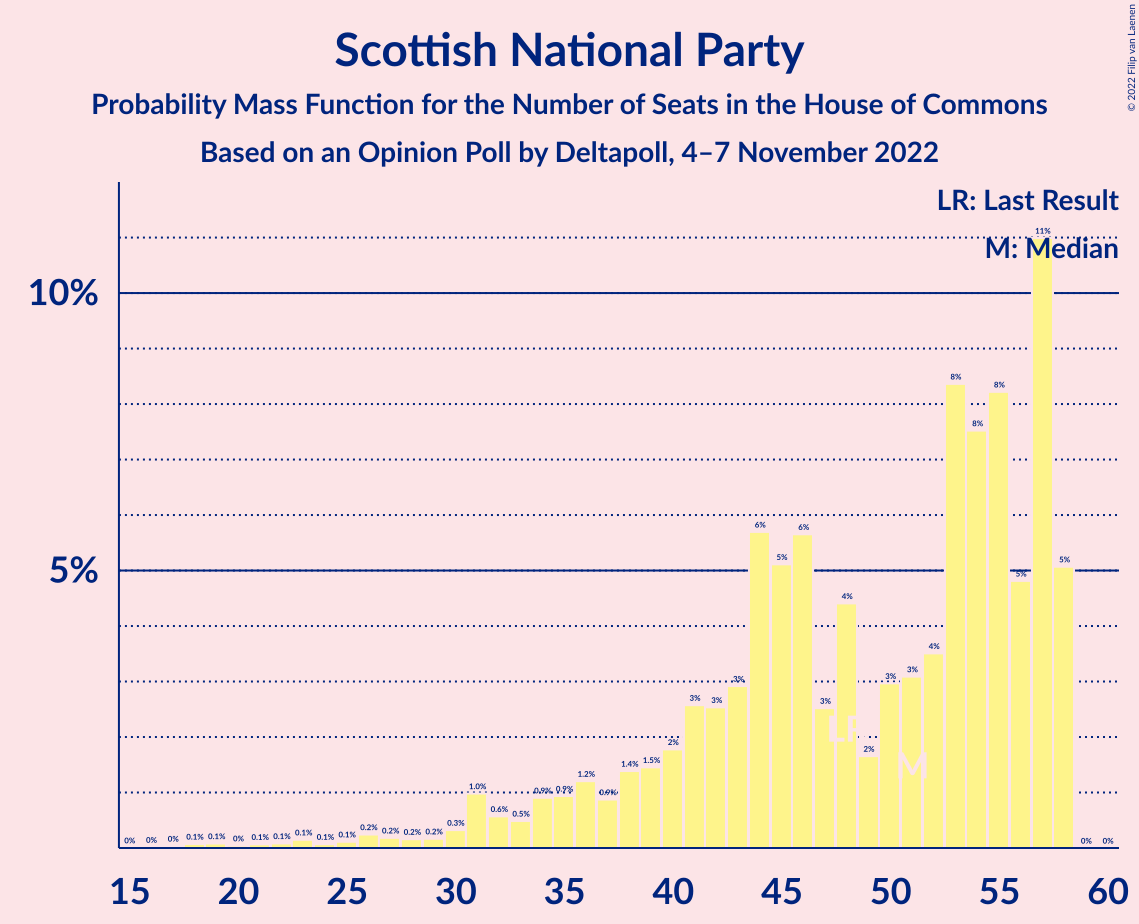 Scottish National Party
Probability Mass Function for the Number of Seats in the House of Commons
Based on an Opinion Poll by Deltapoll, 4–7 November 2022
© 2022 Filip van Laenen
LR: Last Result
M: Median
10%
5%
0% 0% 0% 0.1% 0.1% 0% 0.1% 0.1% 0.1% 0.1% 0.1% 0.2% 0.2% 0.2% 0.2% 0.3% 1.0% 0.6% 0.5% 0.9% 0.9% 1.2% 0.9% 1.4% 1.5% 2% 3% 3% 3% 6% 5% 6% 3% 4% 2% 3% 3% 4% 8% 8% 8% 5% 11% 5% 0% 0%
LR
M
15 20 25 30 35 40 45 50 55 60